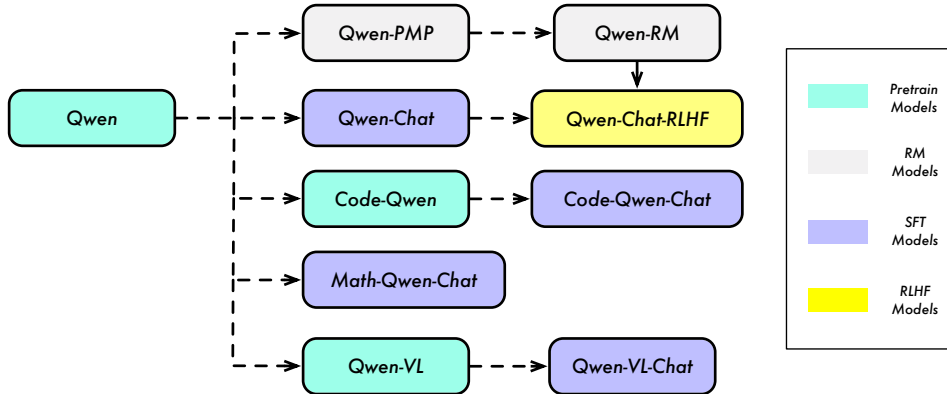 Qwen
Qwen-PMP
Qwen-RM
Qwen-Chat
Qwen-Chat-RLHF
Code-Qwen
Code-Qwen-Chat
Math-Qwen-Chat
Qwen-VL
Qwen-VL-Chat
Pretrain
Models
RM
Models
SFT
Models
RLHF
Models